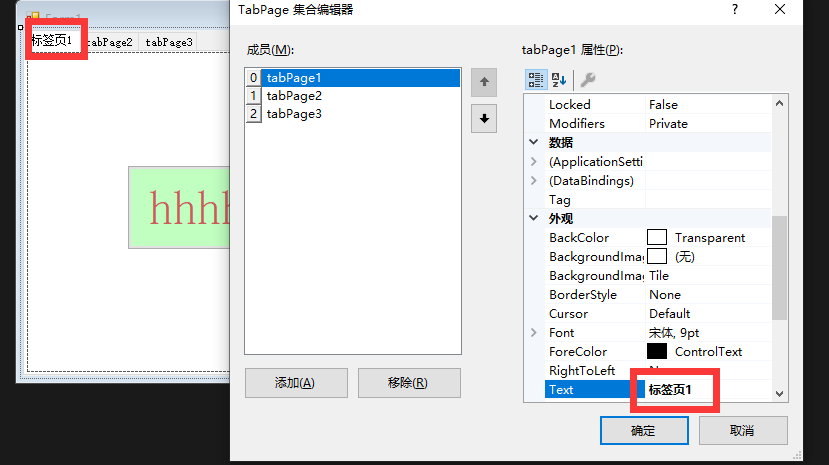 TabPage 集合编辑器
?
标签页1 tabPage2 tabPage3
hhhh
成员(M):
0 tabPage1
1 tabPage2
2 tabPage3
添加(A) 移除(R)
tabPage1 属性(P):
Locked False
Modifiers Private
数据
(ApplicationSetti
(DataBindings)
Tag
外观
BackColor Transparent
BackgroundImag (无)
BackgroundImag Tile
BorderStyle None
Cursor Default
Font 宋体, 9pt
ForeColor ControlText
RightToLeft
Text 标签页1
确定 取消